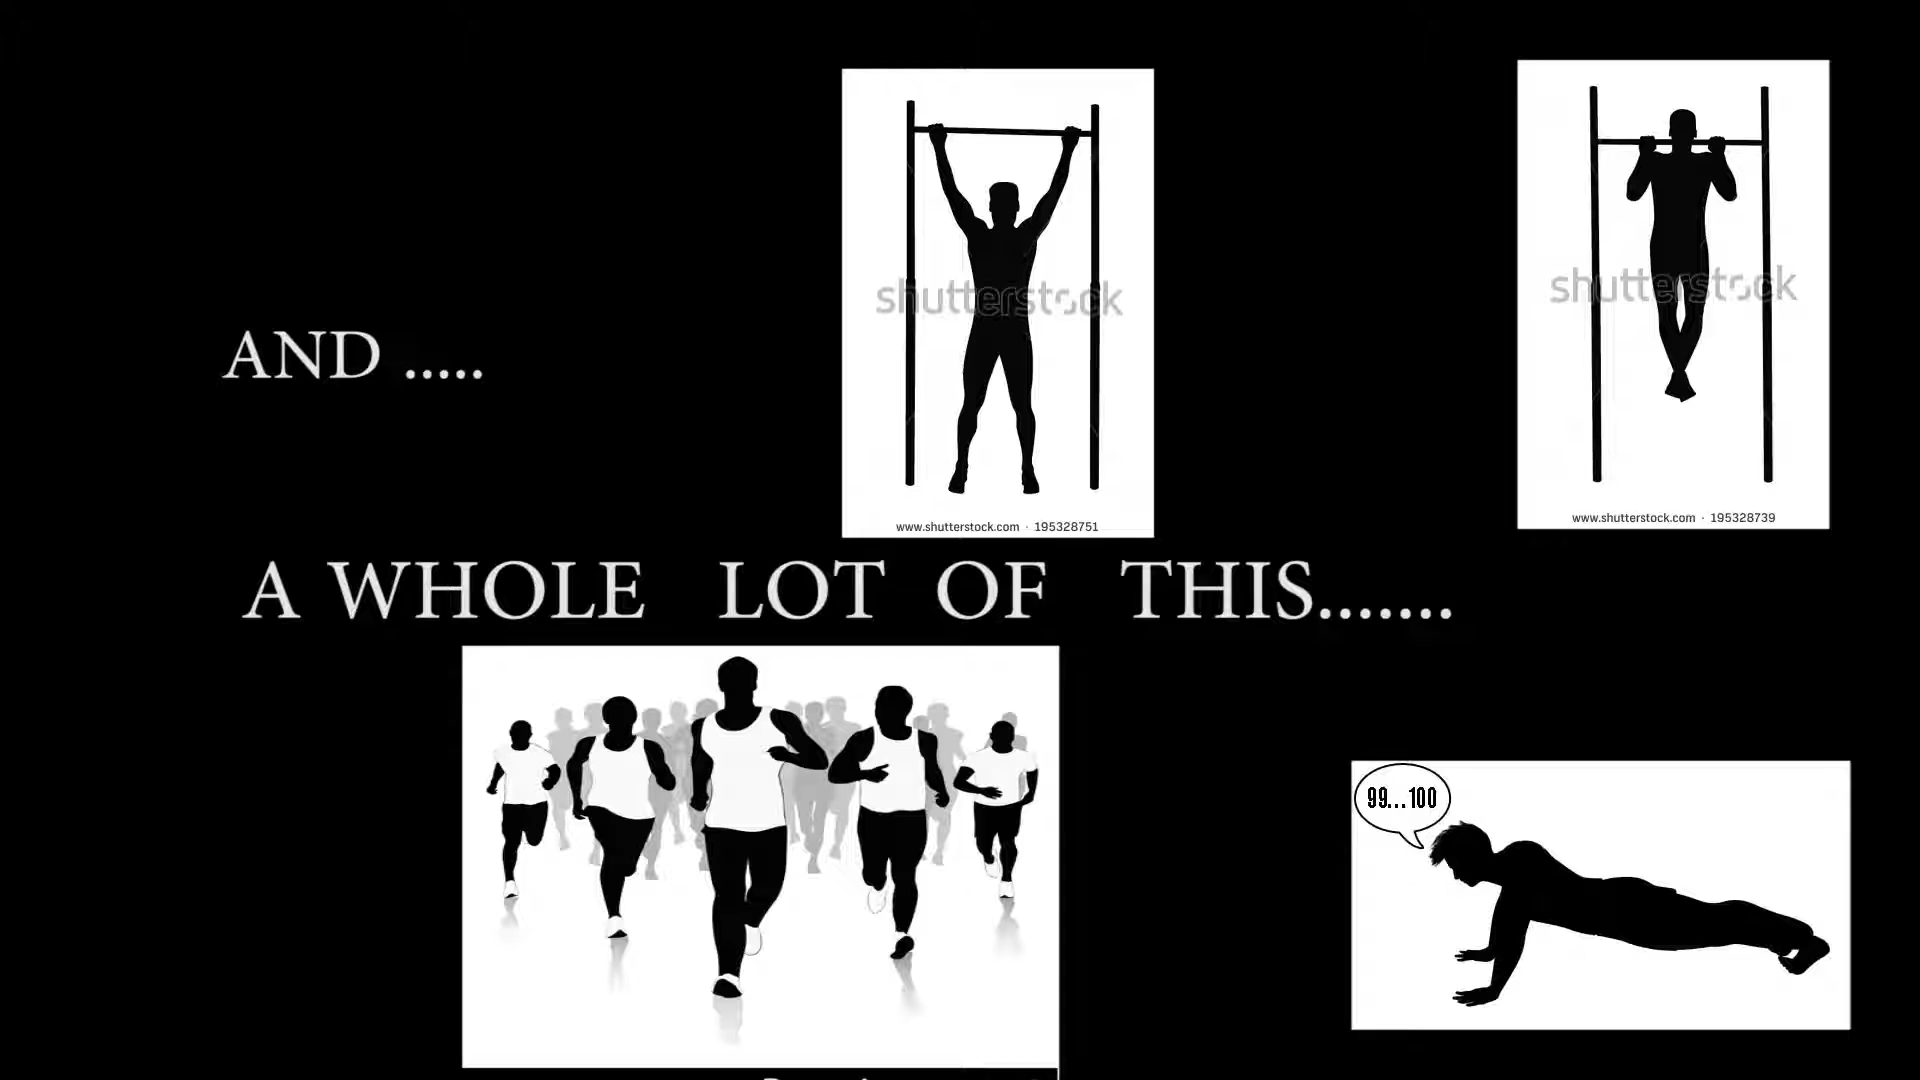 shutterstock
shutterstock
AND .....
www.shutterstock.com · 195328751
www.shutterstock.com · 195328739
A WHOLE LOT OF THIS.......
99...100